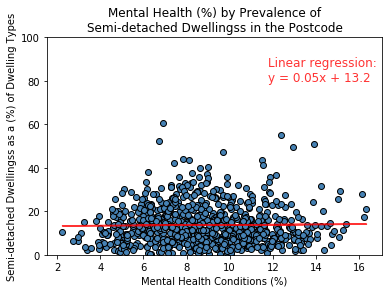 Mental Health (%) by Prevalence of
Semi-detached Dwellingss in the Postcode
Semi-detached Dwellingss as a (%) of Dwelling Types
100
80
60
40
20
0
Linear regression:
y = 0.05x + 13.2
2
4
6
8
10
12
14
16
Mental Health Conditions (%)